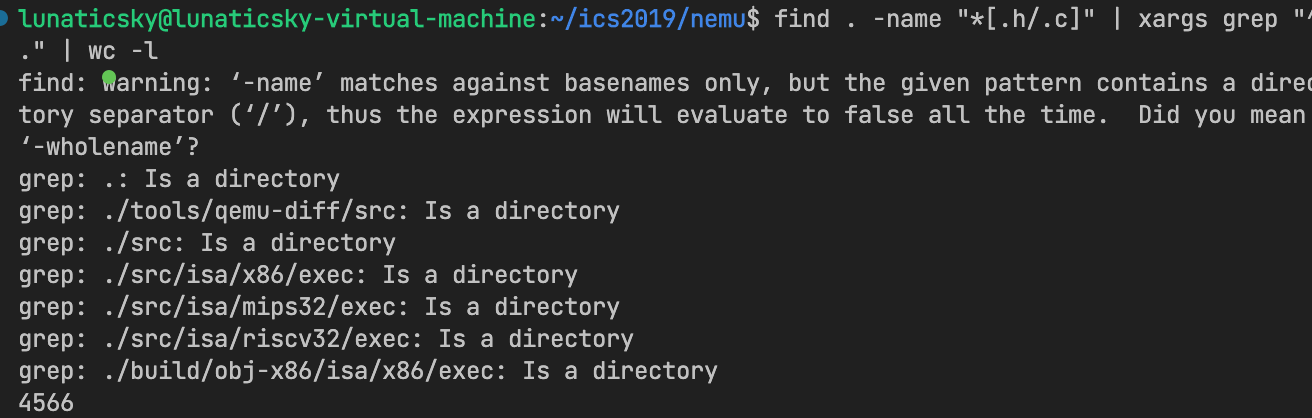 lunaticsky@lunaticsky-virtual-machine:~/ics2019/nemu$ find . -name "*[.h/.c]" | xargs grep "^
." | wc -l
find: warning: ‘-name’ matches against basenames only, but the given pattern contains a direc
tory separator (‘/’), thus the expression will evaluate to false all the time.  Did you mean
‘-wholename’?
grep: .: Is a directory
grep: ./tools/qemu-diff/src: Is a directory
grep: ./src: Is a directory
grep: ./src/isa/x86/exec: Is a directory
grep: ./src/isa/mips32/exec: Is a directory
grep: ./src/isa/riscv32/exec: Is a directory
grep: ./build/obj-x86/isa/x86/exec: Is a directory
4566